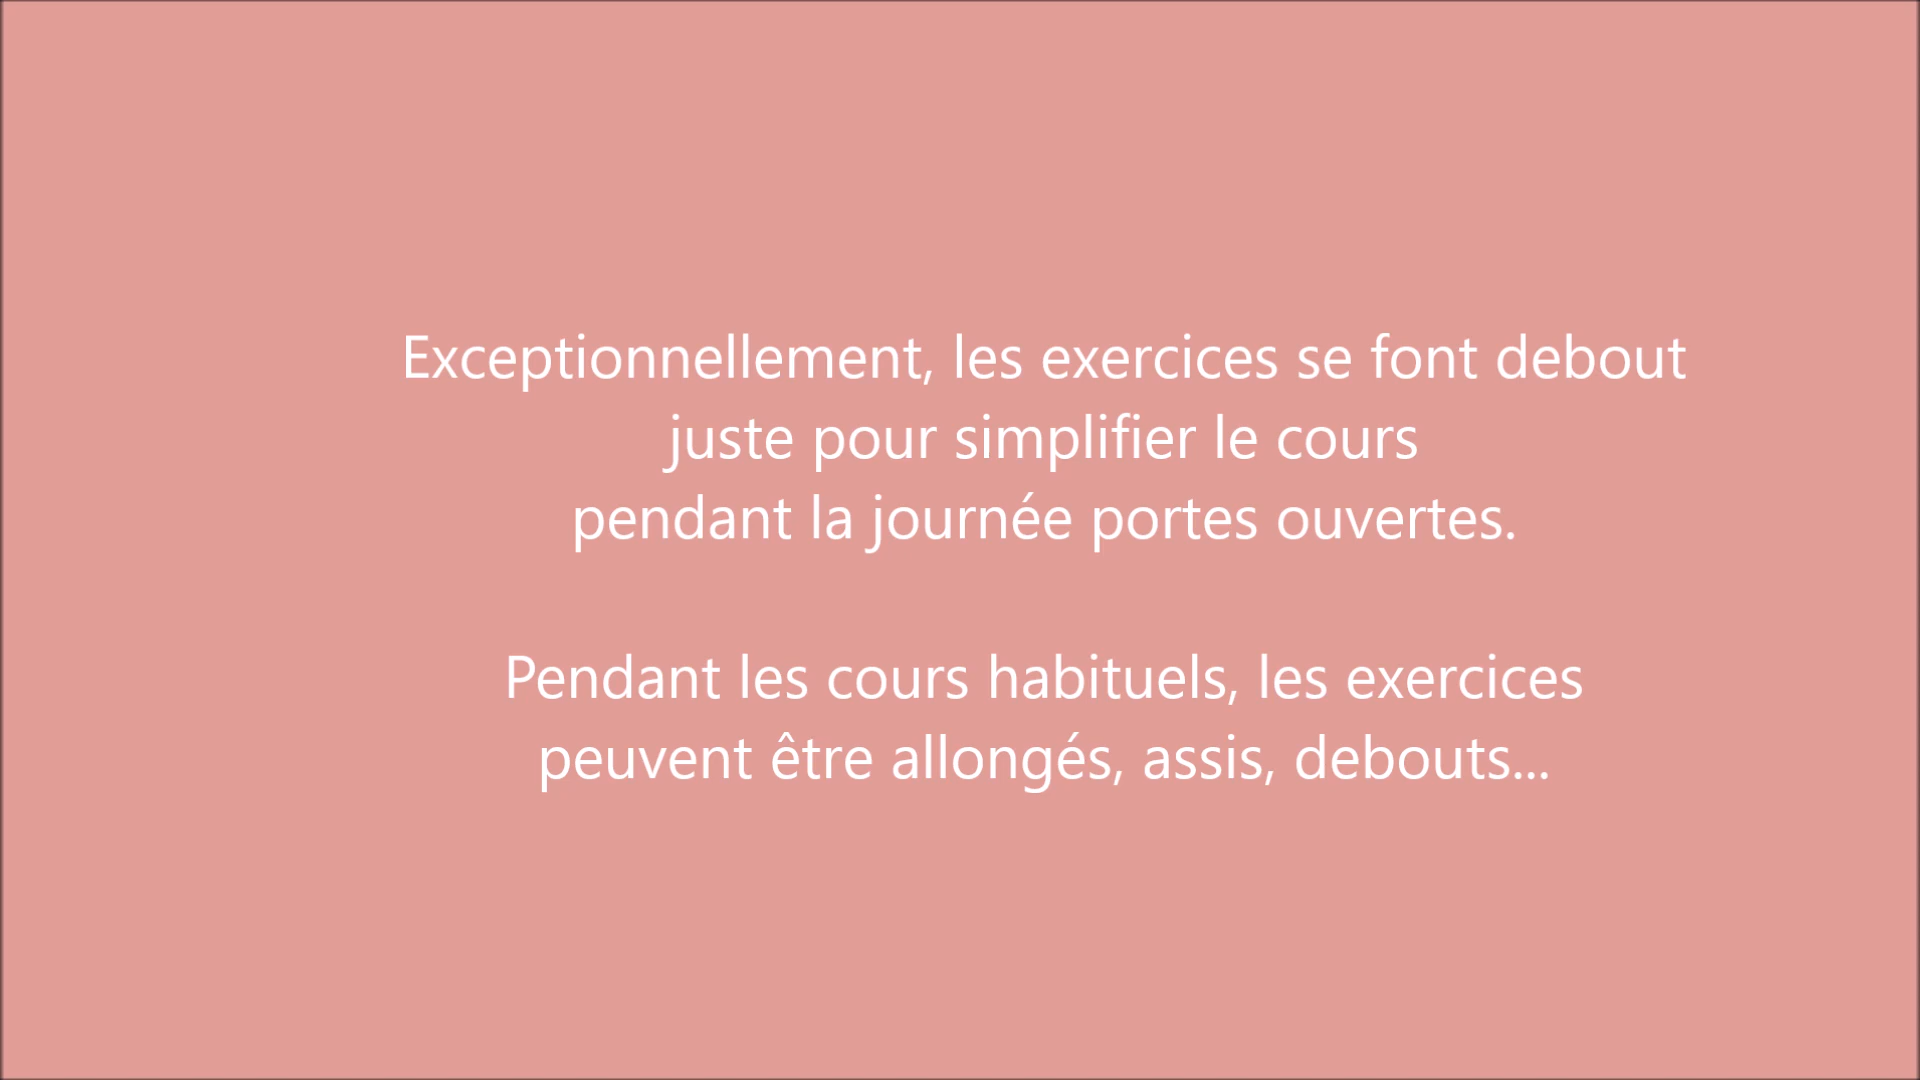 Exceptionnellement, les exercices se font debout
juste pour simplifier le cours
pendant la journée portes ouvertes.
Pendant les cours habituels, les exercices
peuvent être allongés, assis, debouts...